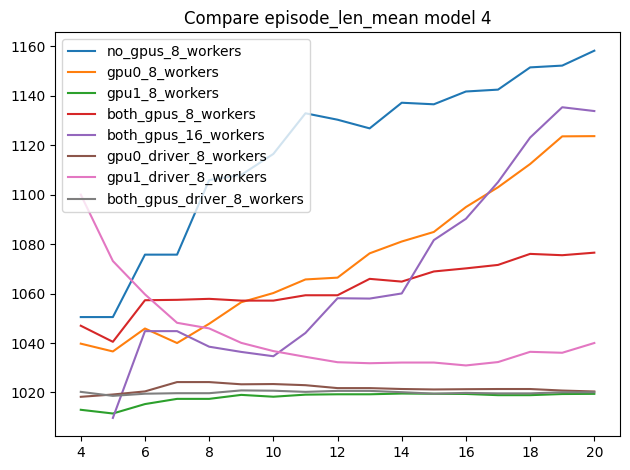 Compare episode_len_mean model 4
1160
1140
1120
1100
1080
1060
1040
1020
no_gpus_8_workers
gpu0_8_workers
gpu1_8_workers
both_gpus_8_workers
both_gpus_16_workers
gpu0_driver_8_workers
gpu1_driver_8_workers
both_gpus_driver_8_workers
4 6 8 10 12 14 16 18 20